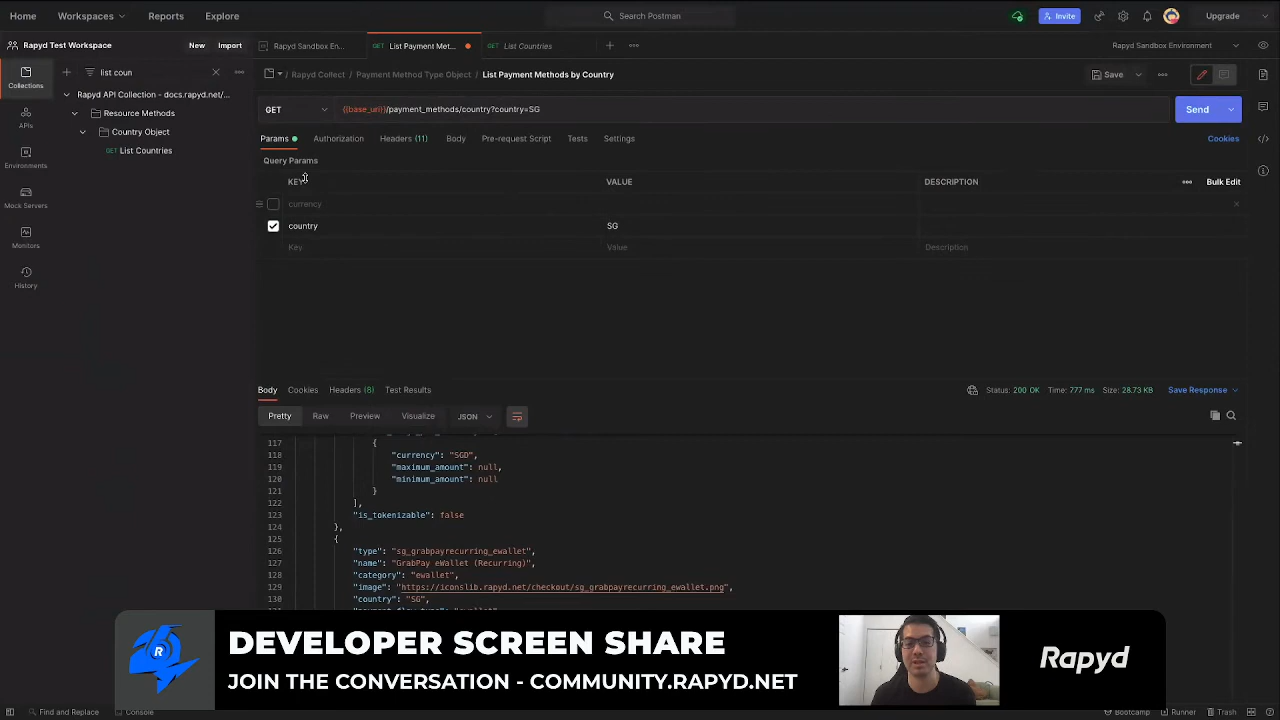 Home Workspaces Reports Explore Search Postman Invite Upgrade
Rapyd Test Workspace New Import Rapyd Sandbox En... GET List Payment Met... GET List Countries Rapyd Sandbox Environment
Collections
list coun
Rapyd Collect / Payment Method Type Object / List Payment Methods by Country Save
Rapyd API Collection - docs.rapyd.net/...
Resource Methods
Country Object
GET List Countries
APIs
Environments
Mock Servers
Monitors
History
GET {{base_url}}/payment_methods/country?country=SG Send
Params Authorization Headers (11) Body Pre-request Script Tests Settings Cookies
Query Params
KEY VALUE DESCRIPTION Bulk Edit
currency
country SG
Key Value Description
Body Cookies Headers (8) Test Results Status: 200 OK Time: 777 ms Size: 28.73 KB Save Response
Pretty Raw Preview Visualize JSON
117 {
118 "currency": "SGD",
119 "maximum_amount": null,
120 "minimum_amount": null
121 }
122 ],
123 "is_tokenizable": false
124 },
125 {
126 "type": "sg_grabpayrecurring_ewallet",
127 "name": "GrabPay eWallet (Recurring)",
128 "category": "ewallet",
129 "image": "https://iconslib.rapyd.net/checkout/sg_grabpayrecurring_ewallet.png",
130 "country": "SG",
R
DEVELOPER SCREEN SHARE
JOIN THE CONVERSATION - COMMUNITY.RAPYD.NET
Rapyd
Find and Replace Console Bootcamp Runner Trash